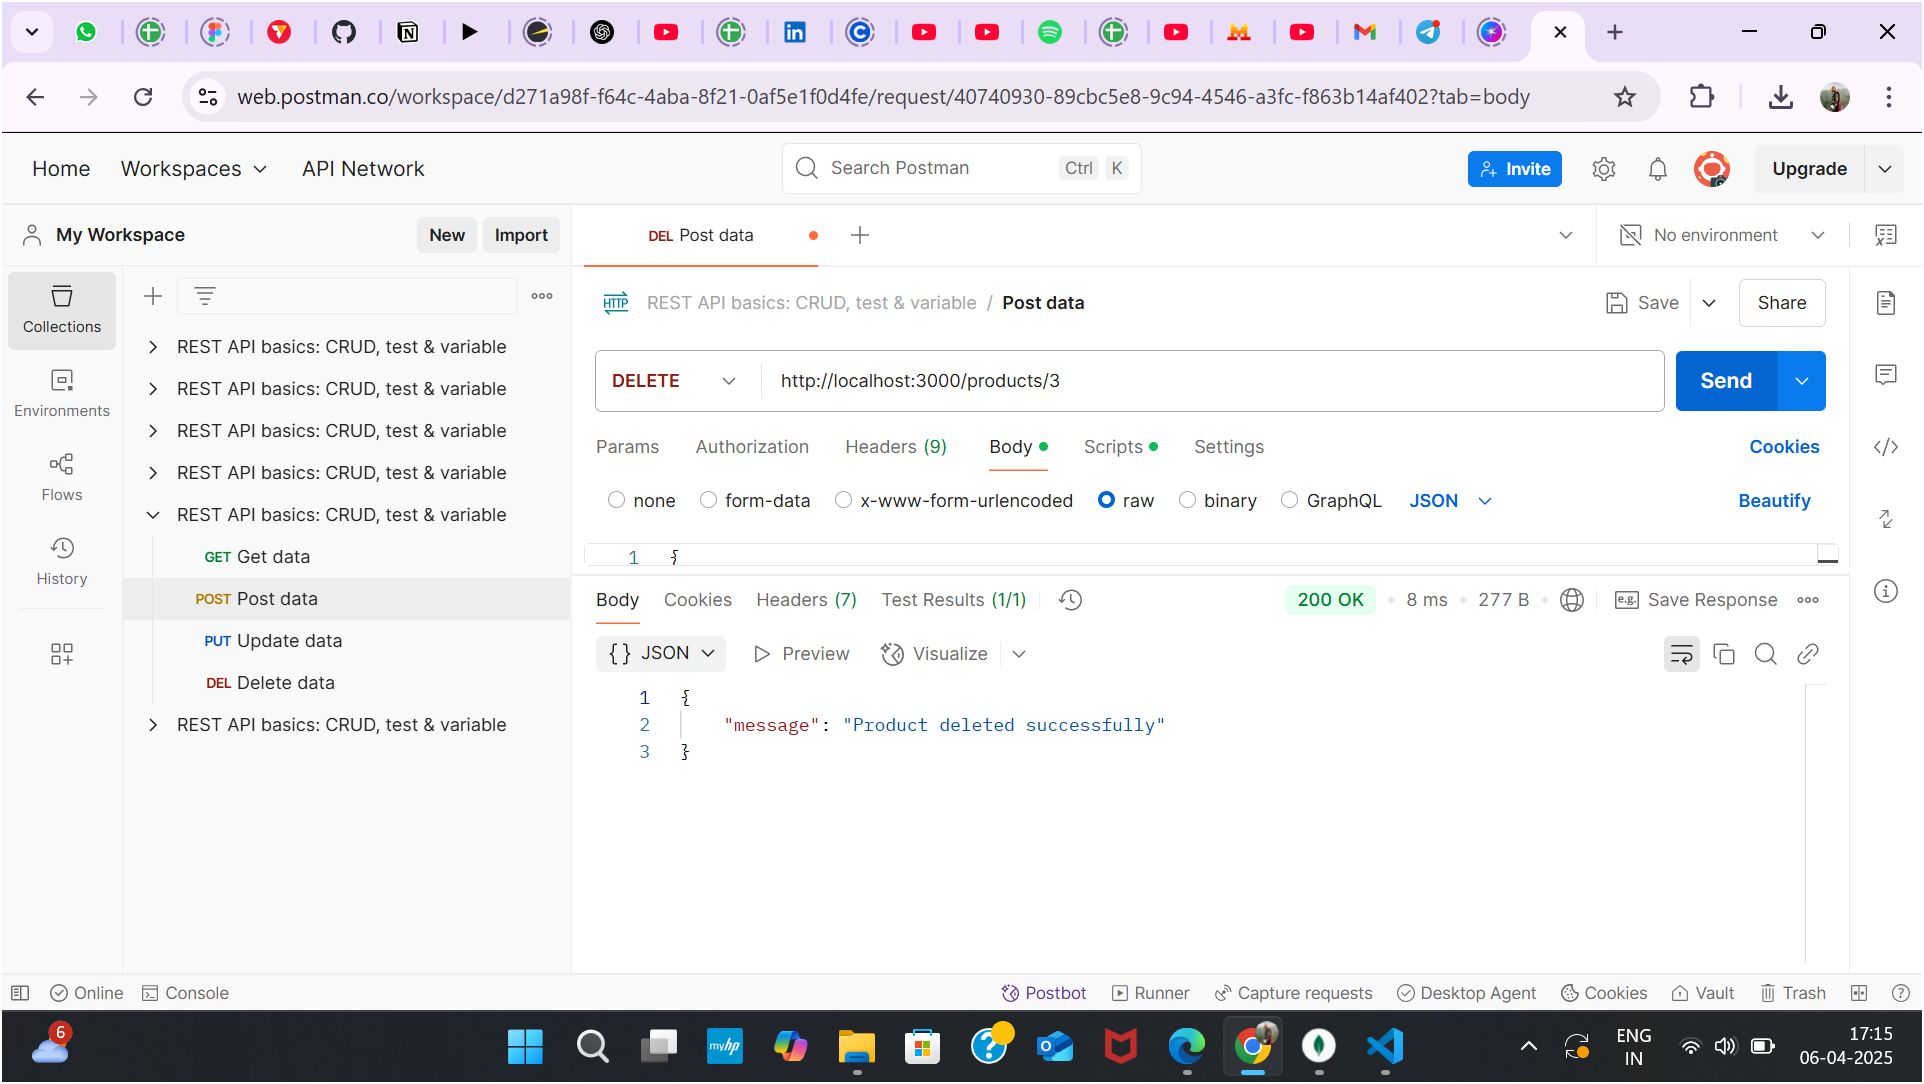 web.postman.co/workspace/d271a98f-f64c-4aba-8f21-0af5e1f0d4fe/request/40740930-89cbc5e8-9c94-4546-a3fc-f863b14af402?tab=body
Home Workspaces API Network
Search Postman Ctrl K
Invite
Upgrade
My Workspace New Import
DEL Post data
No environment
Collections
Environments
Flows
History
REST API basics: CRUD, test & variable
REST API basics: CRUD, test & variable
REST API basics: CRUD, test & variable
REST API basics: CRUD, test & variable
REST API basics: CRUD, test & variable
GET Get data
POST Post data
PUT Update data
DEL Delete data
REST API basics: CRUD, test & variable
HTTP REST API basics: CRUD, test & variable / Post data
Save Share
DELETE http://localhost:3000/products/3
Send
Params Authorization Headers (9) Body Scripts Settings Cookies
none form-data x-www-form-urlencoded raw binary GraphQL JSON Beautify
1 {
Body Cookies Headers (7) Test Results (1/1)
200 OK 8 ms 277 B e.g. Save Response
{} JSON Preview Visualize
1 {
2 "message": "Product deleted successfully"
3 }
Online Console
Postbot Runner Capture requests Desktop Agent Cookies Vault Trash
6
myhp
ENG
IN
17:15
06-04-2025